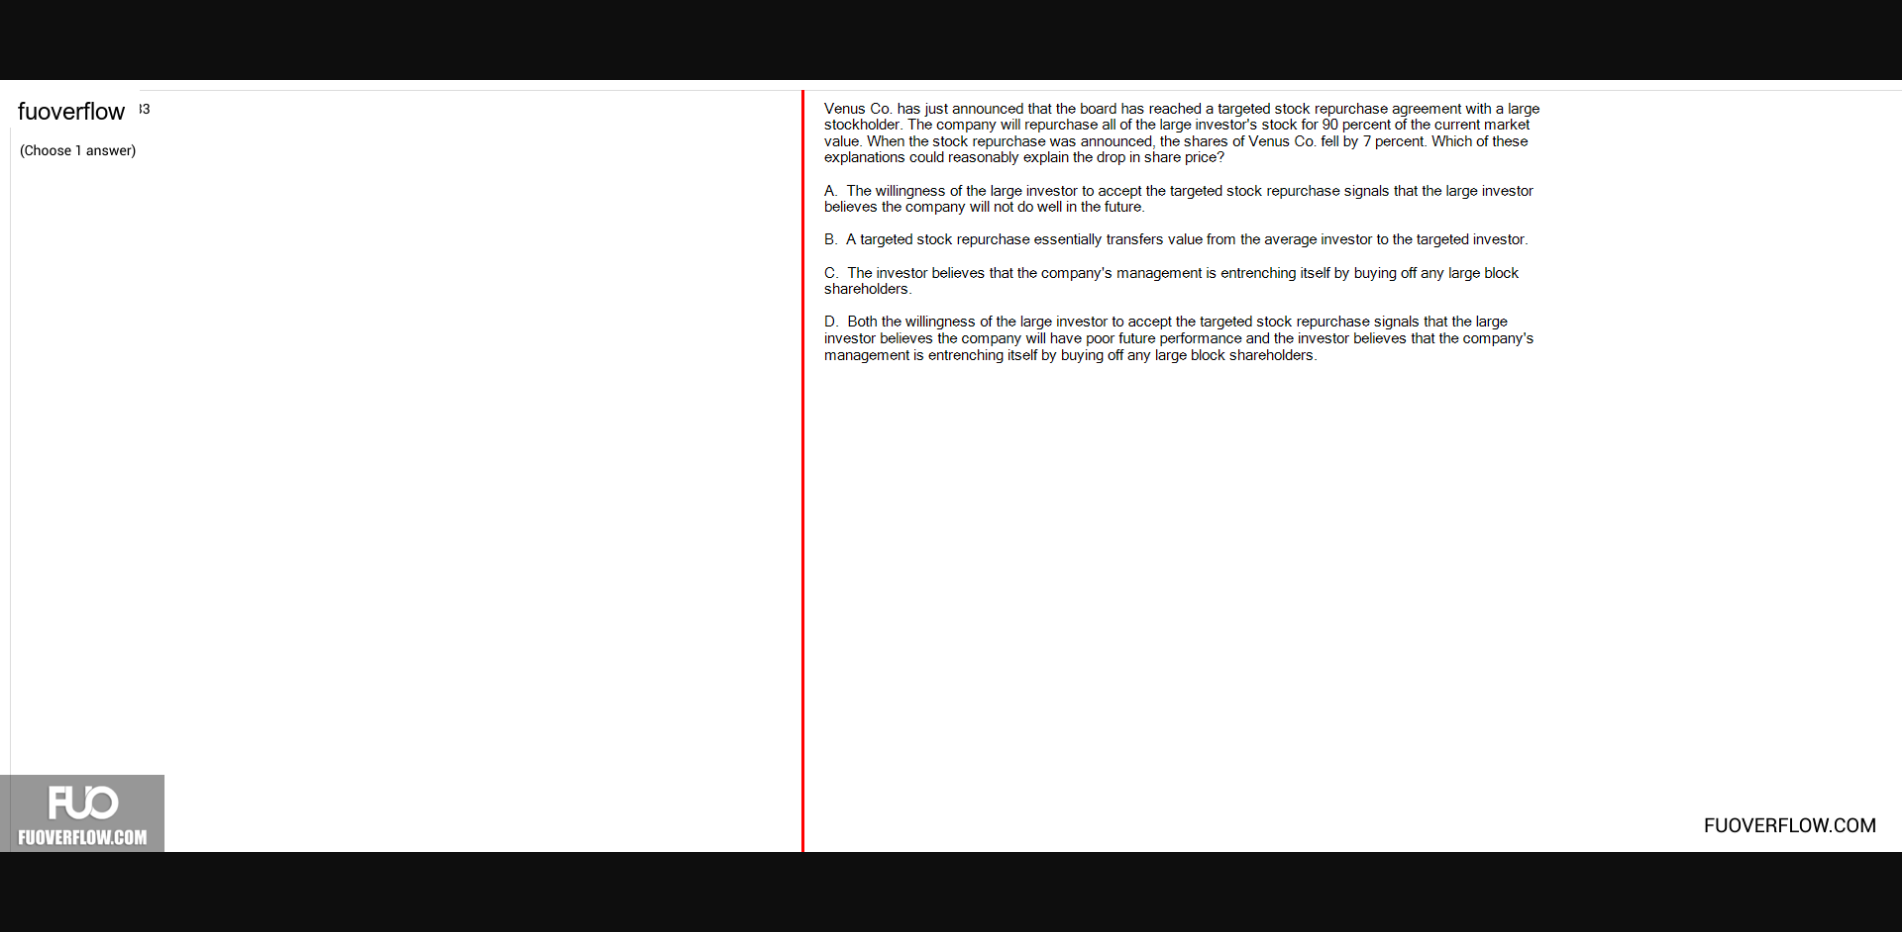 fuoverflow
33
(Choose 1 answer)
Venus Co. has just announced that the board has reached a targeted stock repurchase agreement with a large
stockholder. The company will repurchase all of the large investor's stock for 90 percent of the current market
value. When the stock repurchase was announced, the shares of Venus Co. fell by 7 percent. Which of these
explanations could reasonably explain the drop in share price?
A. The willingness of the large investor to accept the targeted stock repurchase signals that the large investor
believes the company will not do well in the future.
B. A targeted stock repurchase essentially transfers value from the average investor to the targeted investor.
C. The investor believes that the company's management is entrenching itself by buying off any large block
shareholders.
D. Both the willingness of the large investor to accept the targeted stock repurchase signals that the large
investor believes the company will have poor future performance and the investor believes that the company's
management is entrenching itself by buying off any large block shareholders.
FUO
FUOVERFLOW.COM
FUOVERFLOW.COM